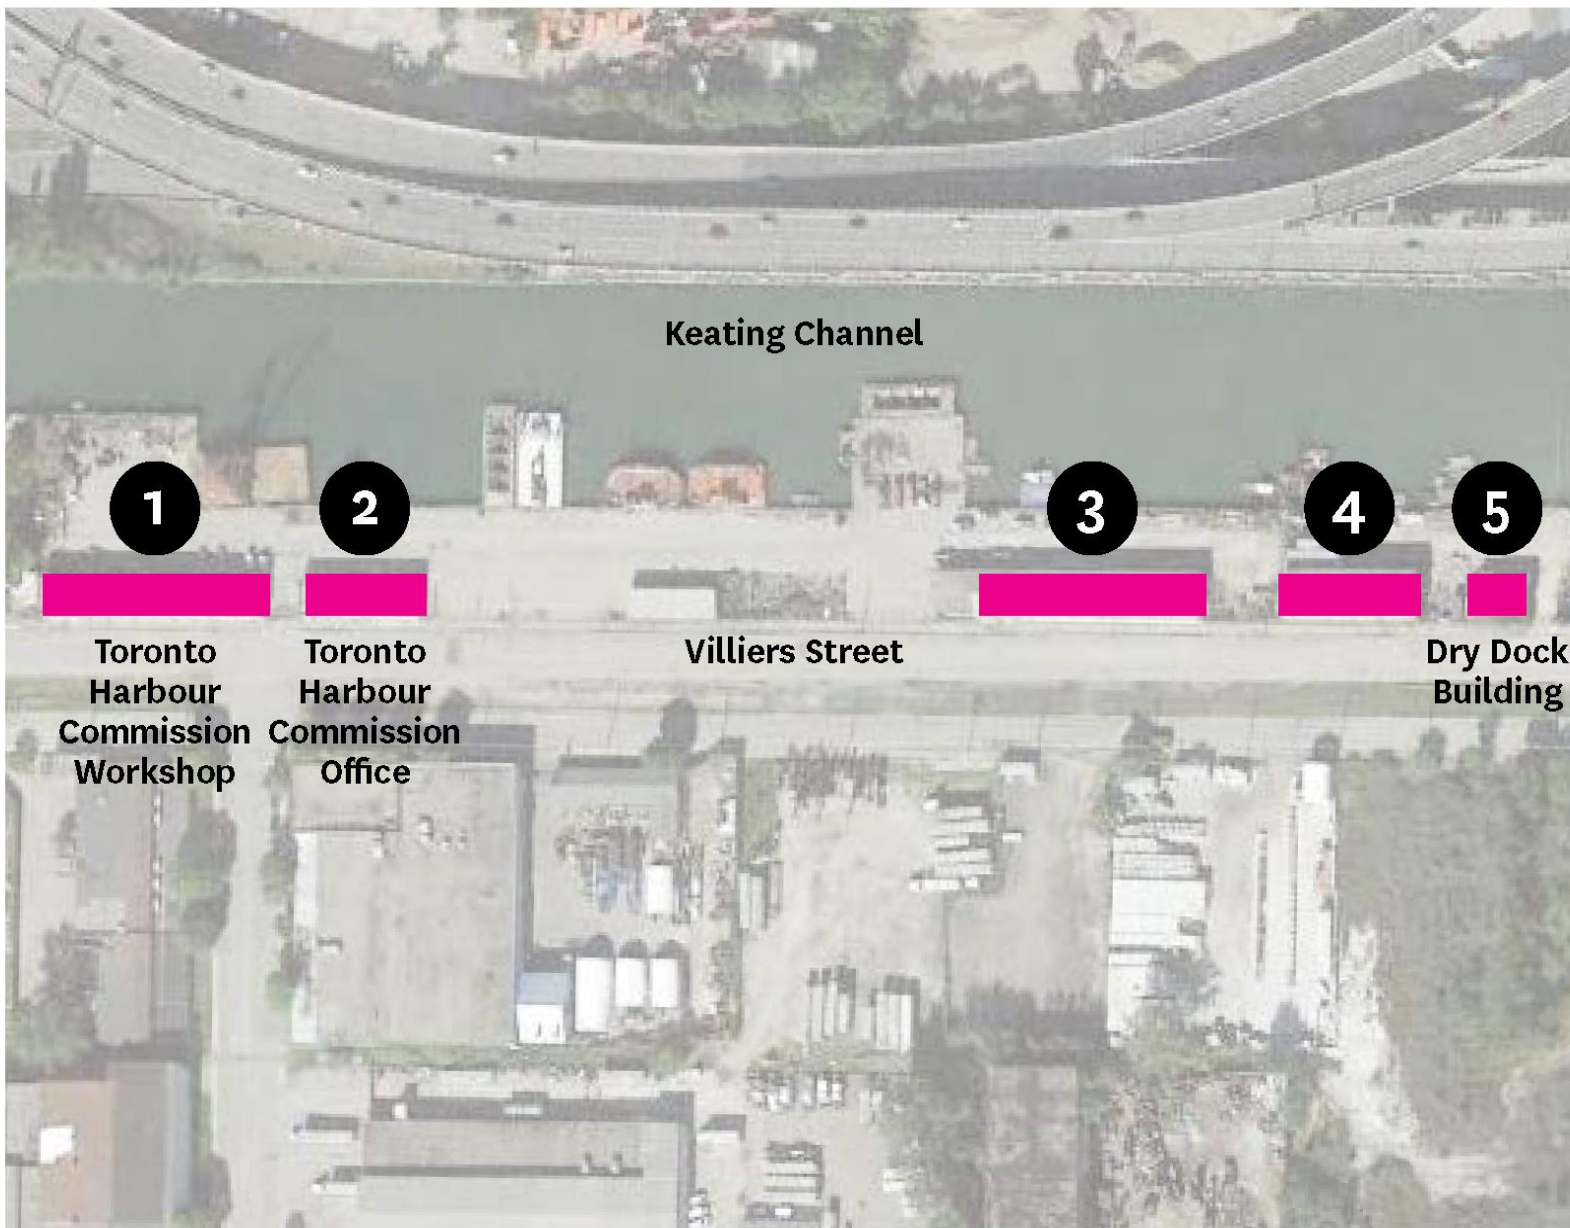 Keating Channel
1
2
3
4
5
Toronto
Harbour
Commission
Workshop
Toronto
Harbour
Commission
Office
Villiers Street
Dry Dock
Building